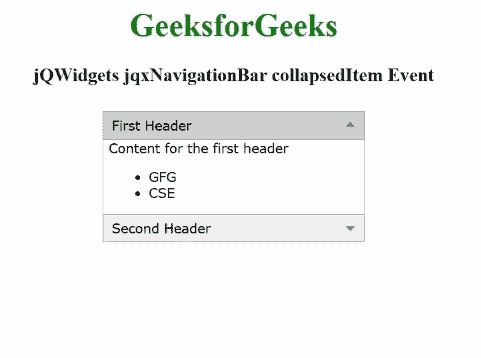 GeeksforGeeks
jQWidgets jqxNavigationBar collapsedItem Event
First Header
Content for the first header
GFG
CSE
Second Header